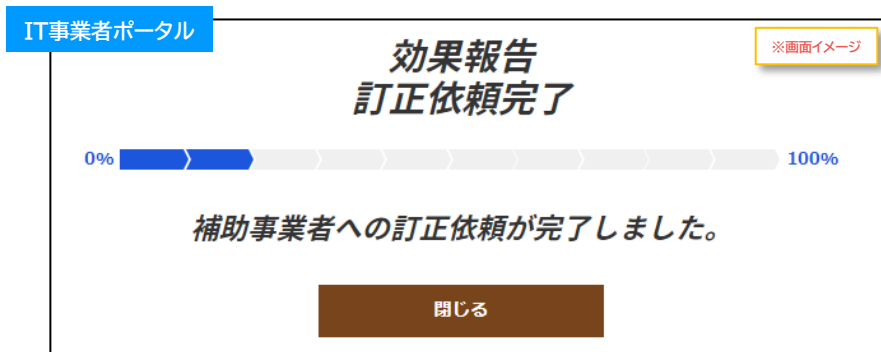 IT事業者ポータル
※画面イメージ
効果報告
訂正依頼完了
0% 100%
補助事業者への訂正依頼が完了しました。
閉じる